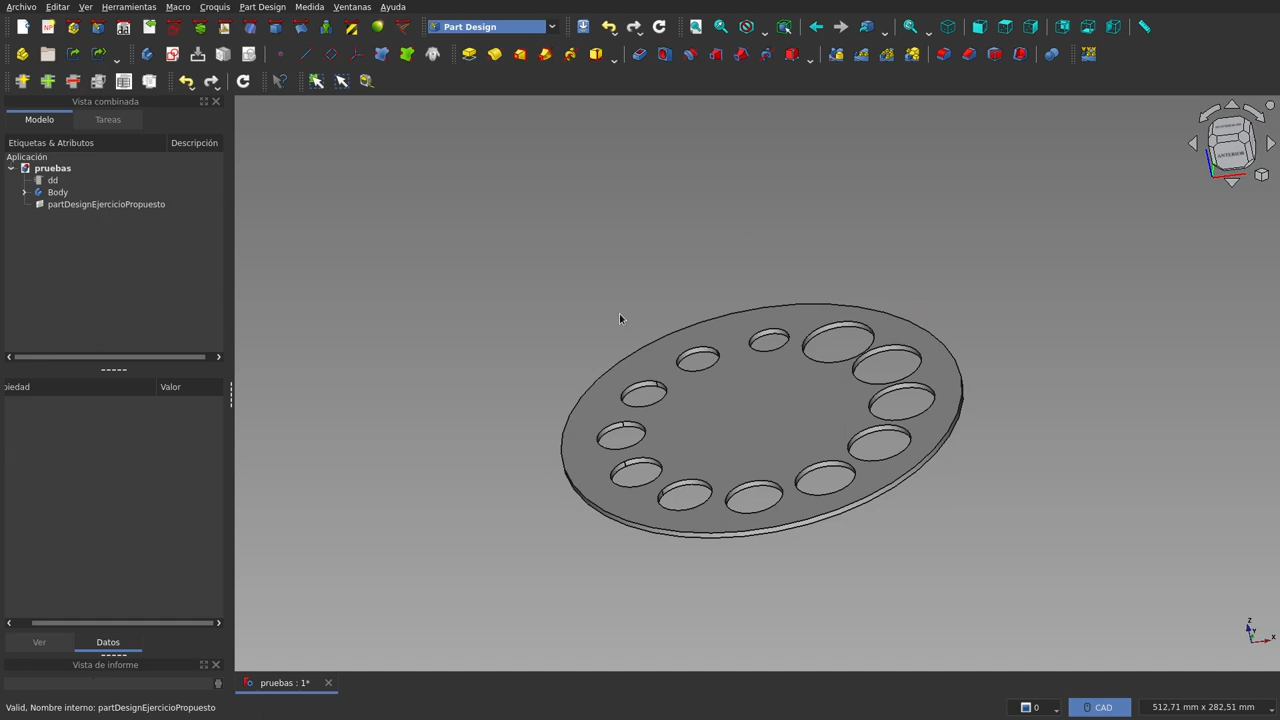 Archivo Editar Ver Herramientas Macro Croquis Part Design Medida Ventanas Ayuda
Part Design
Vista combinada
Modelo Tareas
Etiquetas & Atributos Descripción
Aplicación
pruebas
dd
Body
partDesignEjercicioPropuesto
piedad Valor
Ver Datos
Vista de informe
ANTERIOR
z
x
pruebas : 1*
Valid, Nombre interno: partDesignEjercicioPropuesto
0 CAD 512,71 mm x 282,51 mm